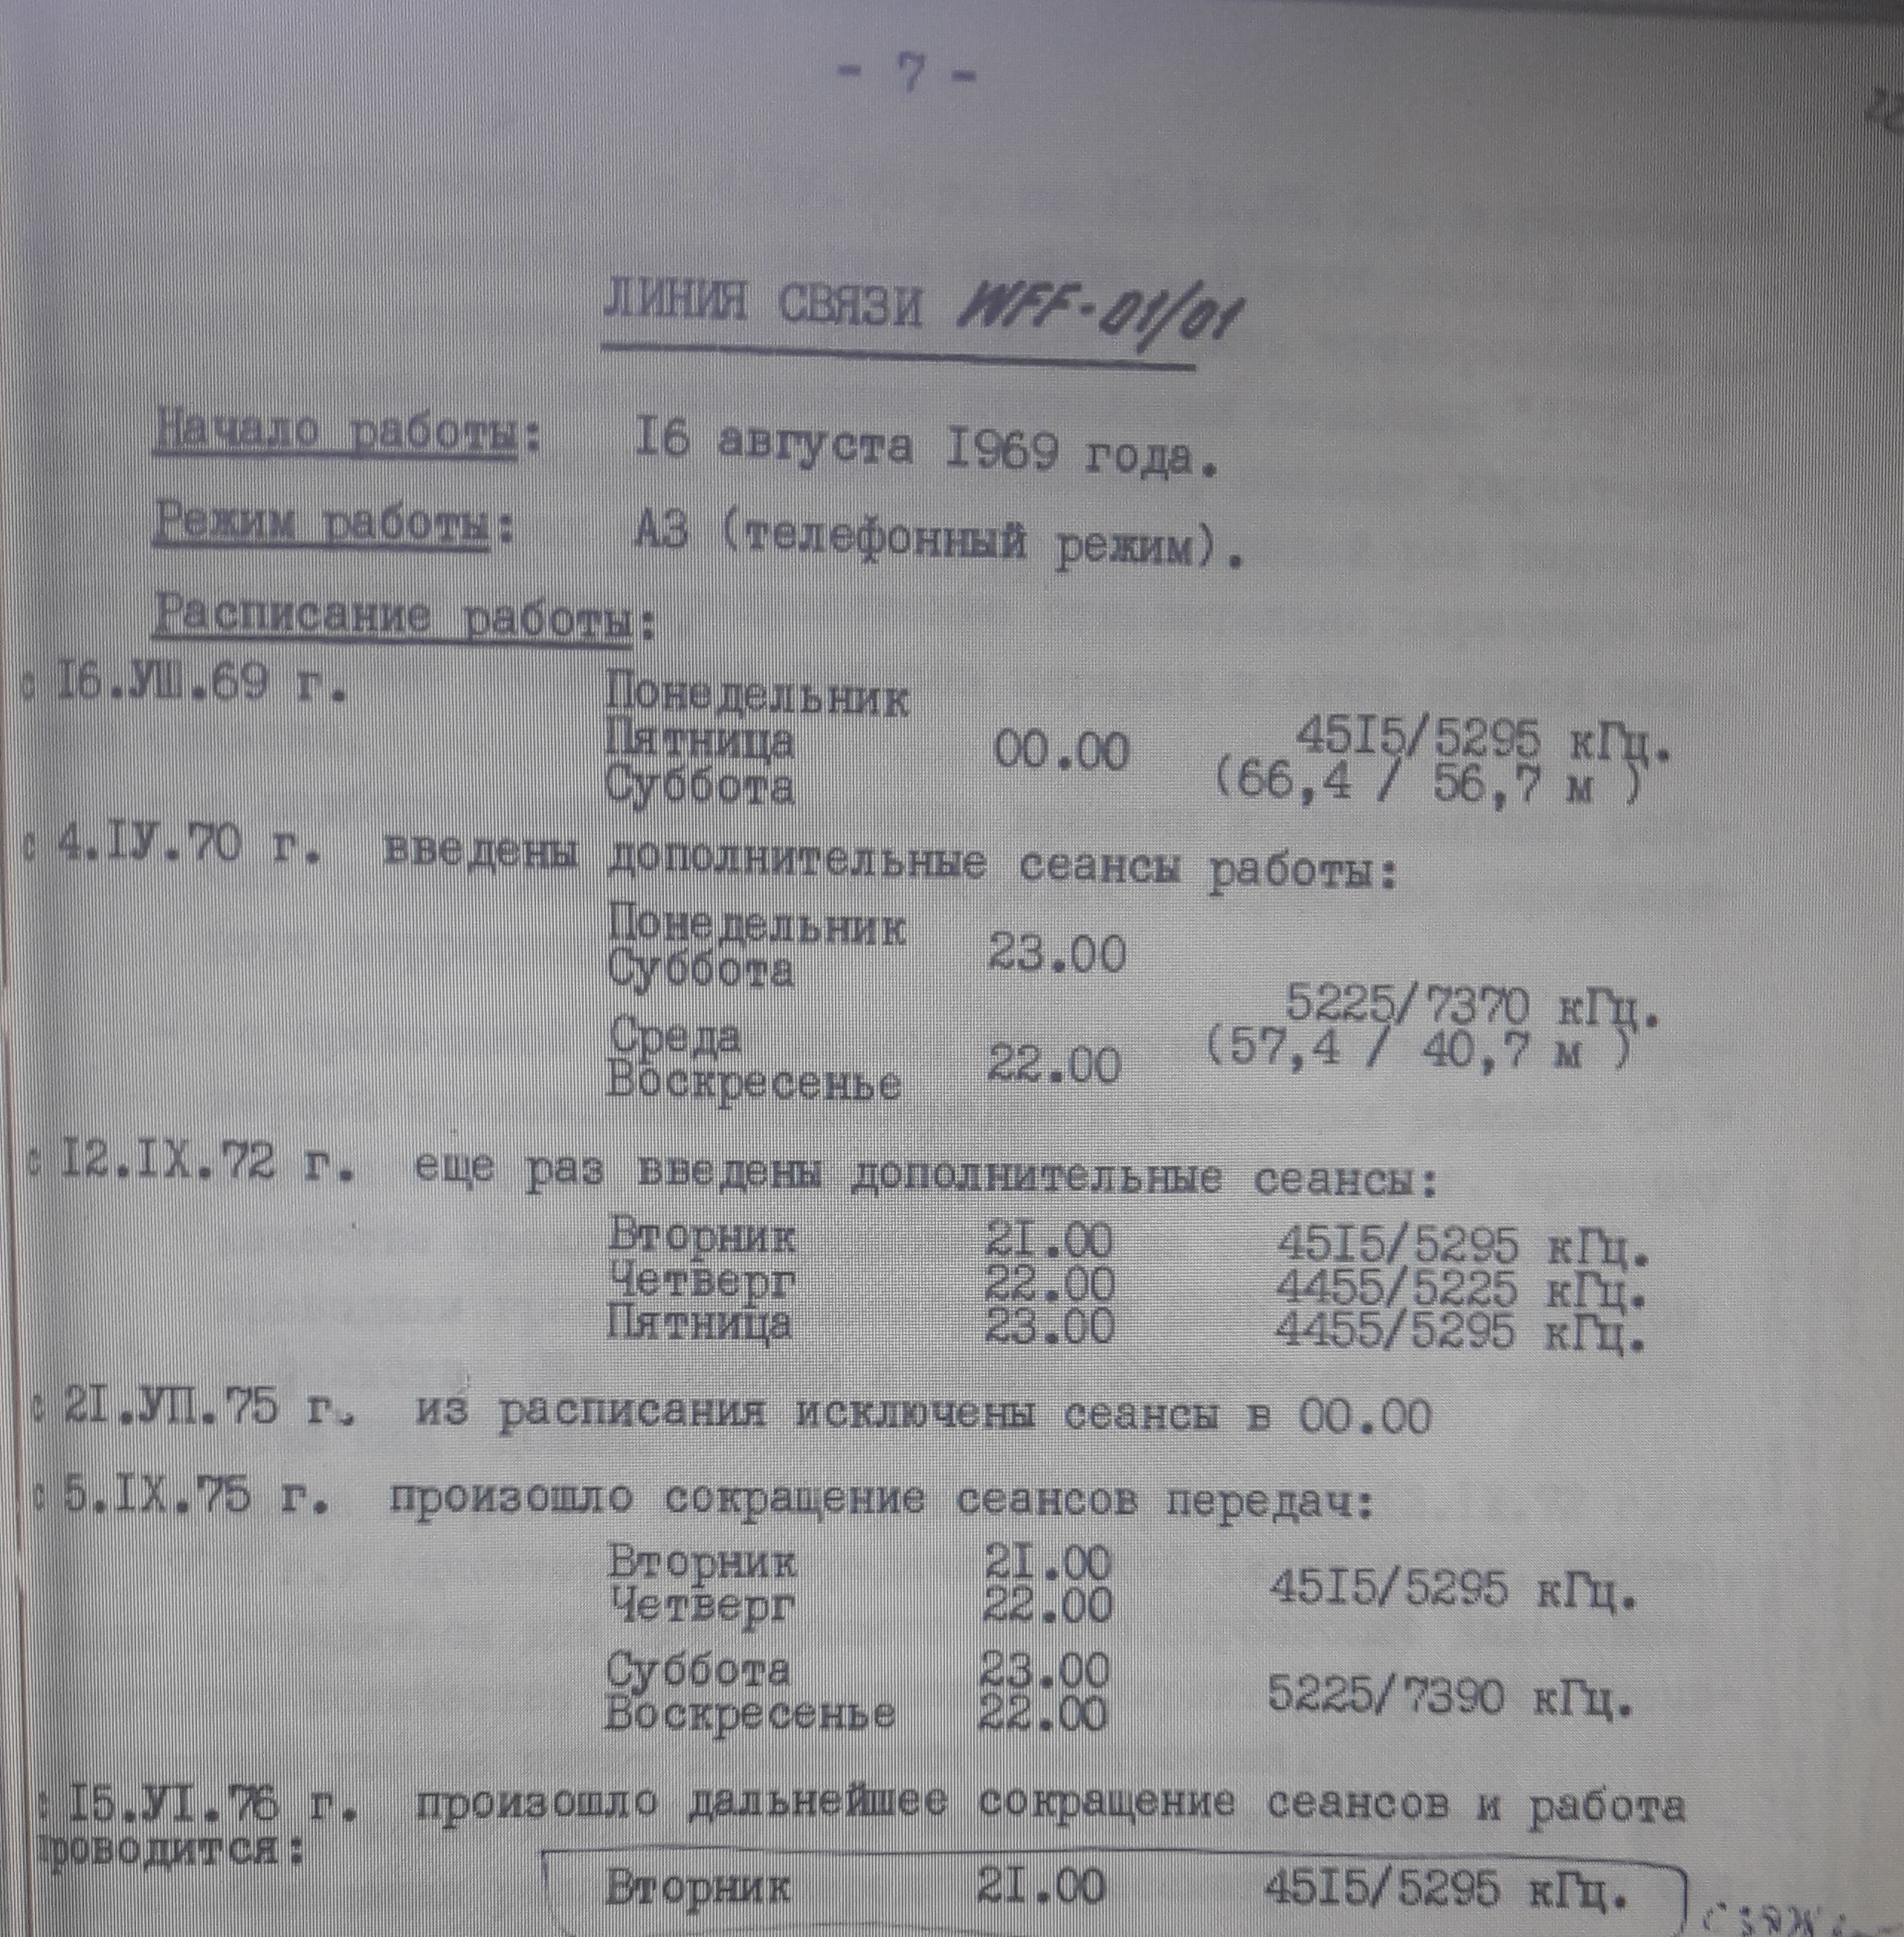 - 7 -
ЛИНИЯ СВЯЗИ WFF-01/01
Начало работы: I6 августа I969 года.
Режим работы: А3 (телефонный режим).
Расписание работы:
с I6.УШ.69 г. Понедельник
Пятница 00.00 45I5/5295 кГц.
Суббота (66,4 / 56,7 м )
с 4.IУ.70 г. введены дополнительные сеансы работы:
Понедельник 23.00
Суббота
5225/7370 кГц.
Среда 22.00 (57,4 / 40,7 м )
Воскресенье
с I2.IX.72 г. еще раз введены дополнительные сеансы:
Вторник 2I.00 45I5/5295 кГц.
Четверг 22.00 4455/5225 кГц.
Пятница 23.00 4455/5295 кГц.
с 2I.УП.75 г. из расписания исключены сеансы в 00.00
с 5.IX.75 г. произошло сокращение сеансов передач:
Вторник 2I.00 45I5/5295 кГц.
Четверг 22.00
Суббота 23.00 5225/7390 кГц.
Воскресенье 22.00
I5.УI.76 г. произошло дальнейшее сокращение сеансов и работа
проводится:
Вторник 2I.00 45I5/5295 кГц.